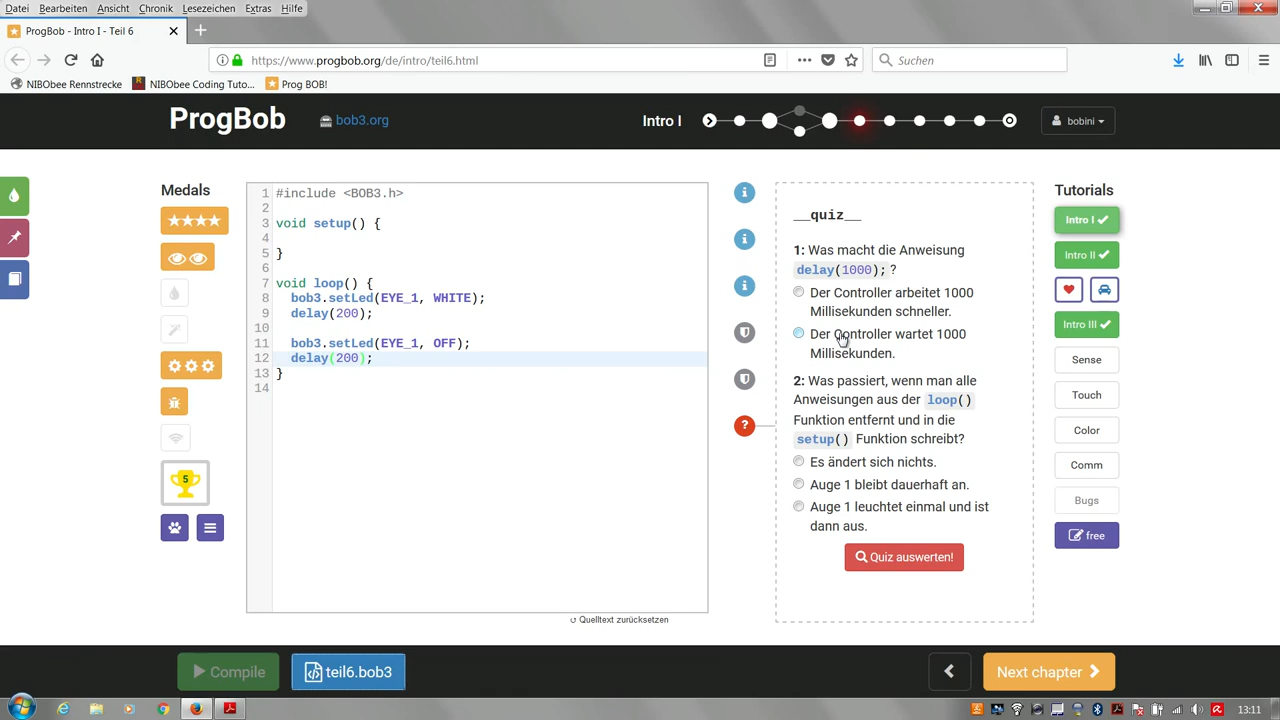 Datei Bearbeiten Ansicht Chronik Lesezeichen Extras Hilfe
ProgBob - Intro I - Teil 6
https://www.progbob.org/de/intro/teil6.html
Suchen
NIBObee Rennstrecke NIBObee Coding Tuto... Prog BOB!
ProgBob bob3.org Intro I bobini
Medals
1 #include <BOB3.h>
2
3 void setup() {
4
5 }
6
7 void loop() {
8 bob3.setLed(EYE_1, WHITE);
9 delay(200);
10
11 bob3.setLed(EYE_1, OFF);
12 delay(200);
13 }
14
5
Quelltext zurücksetzen
__quiz__
1: Was macht die Anweisung
delay(1000); ?
Der Controller arbeitet 1000
Millisekunden schneller.
Der Controller wartet 1000
Millisekunden.
2: Was passiert, wenn man alle
Anweisungen aus der loop()
Funktion entfernt und in die
setup() Funktion schreibt?
Es ändert sich nichts.
Auge 1 bleibt dauerhaft an.
Auge 1 leuchtet einmal und ist
dann aus.
Quiz auswerten!
Tutorials
Intro I
Intro II
Intro III
Sense
Touch
Color
Comm
Bugs
free
Compile teil6.bob3 Next chapter
13:11